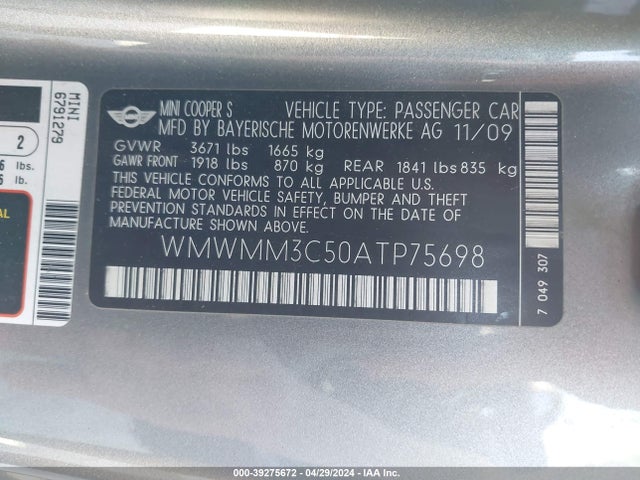 MINI COOPER S VEHICLE TYPE: PASSENGER CAR
MFD BY BAYERISCHE MOTORENWERKE AG 11/09
GVWR 3671 lbs 1665 kg
GAWR FRONT 1918 lbs 870 kg REAR 1841 lbs 835 kg
THIS VEHICLE CONFORMS TO ALL APPLICABLE U.S.
FEDERAL MOTOR VEHICLE SAFETY, BUMPER AND THEFT
PREVENTION STANDARDS IN EFFECT ON THE DATE OF
MANUFACTURE SHOWN ABOVE.
WMWMM3C50ATP75698
7 049 307
MINI
6791279
2
lbs.
lb.
000-39275672 - 04/29/2024 - IAA Inc.